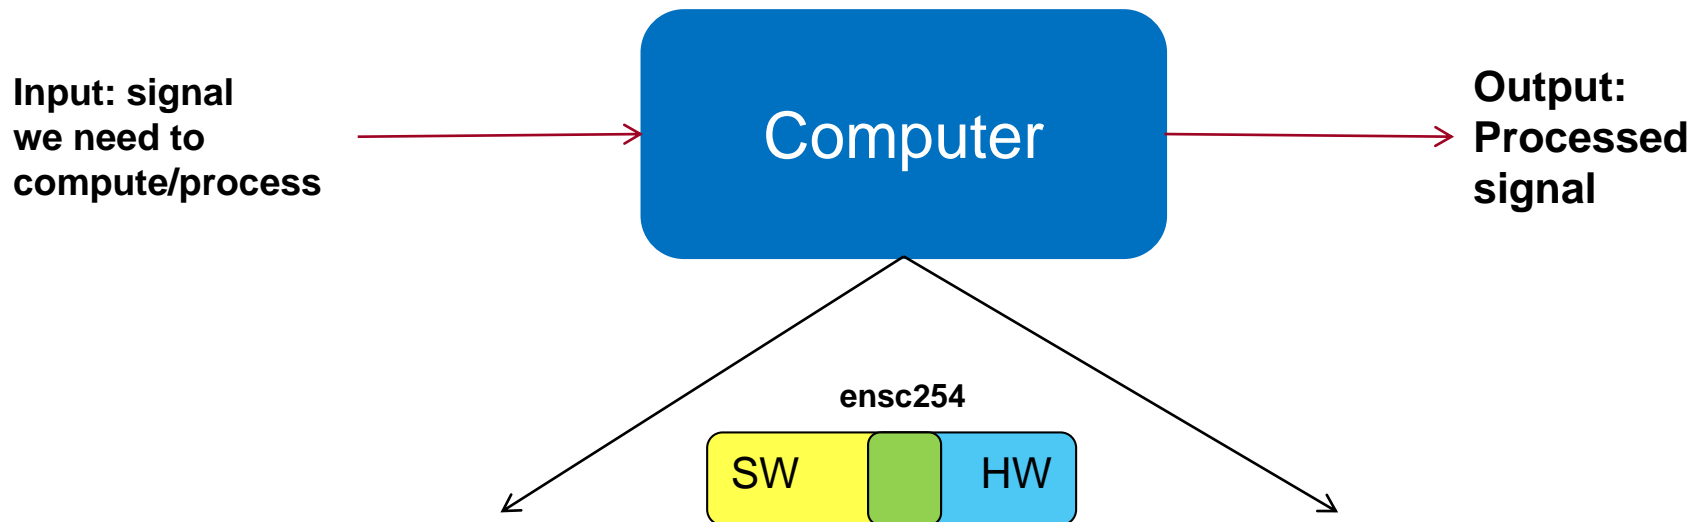 Input: signal
we need to
compute/process
Computer
Output:
Processed
signal
ensc254
SW
HW